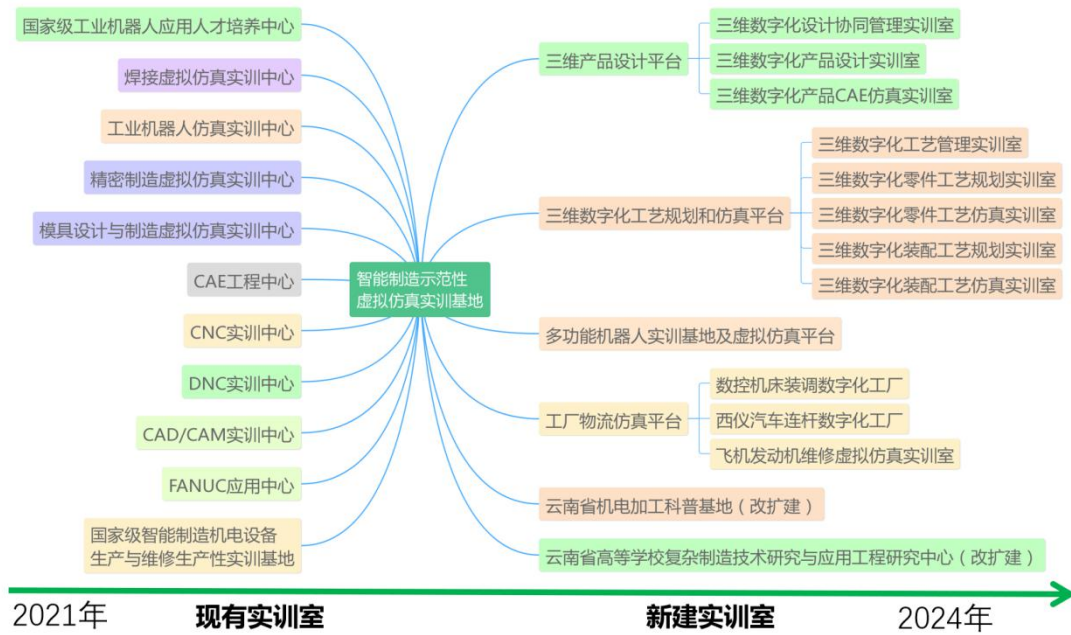 国家级工业机器人应用人才培养中心
焊接虚拟仿真实训中心
工业机器人仿真实训中心
精密制造虚拟仿真实训中心
模具设计与制造虚拟仿真实训中心
CAE工程中心
CNC实训中心
DNC实训中心
CAD/CAM实训中心
FANUC应用中心
国家级智能制造机电设备
生产与维修生产性实训基地
智能制造示范性
虚拟仿真实训基地
三维产品设计平台
三维数字化设计协同管理实训室
三维数字化产品设计实训室
三维数字化产品CAE仿真实训室
三维数字化工艺规划和仿真平台
三维数字化工艺管理实训室
三维数字化零件工艺规划实训室
三维数字化零件工艺仿真实训室
三维数字化装配工艺规划实训室
三维数字化装配工艺仿真实训室
多功能机器人实训基地及虚拟仿真平台
工厂物流仿真平台
数控机床装调数字化工厂
西仪汽车连杆数字化工厂
飞机发动机维修虚拟仿真实训室
云南省机电加工科普基地（改扩建）
云南省高等学校复杂制造技术研究与应用工程研究中心（改扩建）
2021年
现有实训室
新建实训室
2024年